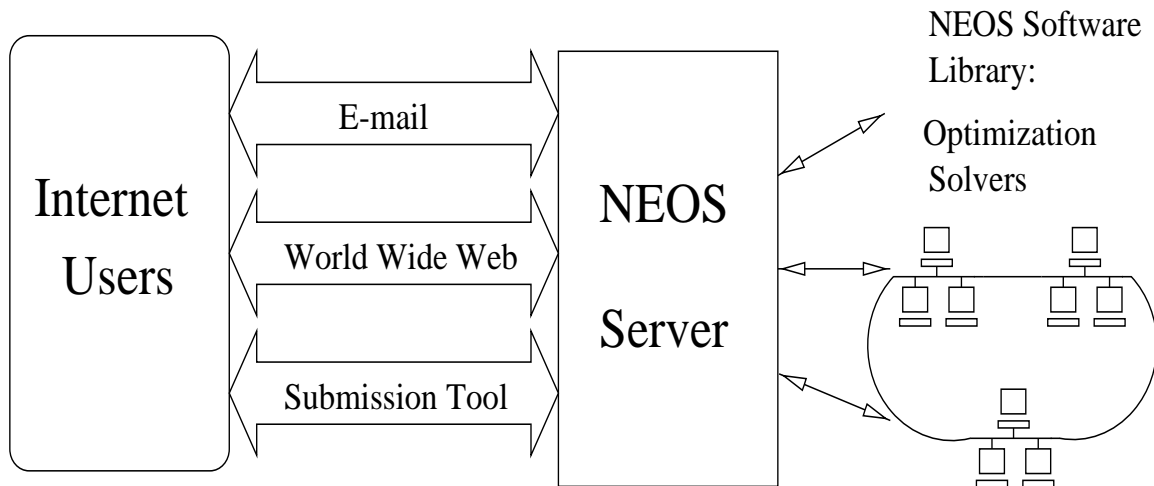 Internet
Users
E-mail
World Wide Web
Submission Tool
NEOS
Server
NEOS Software
Library:
Optimization
Solvers